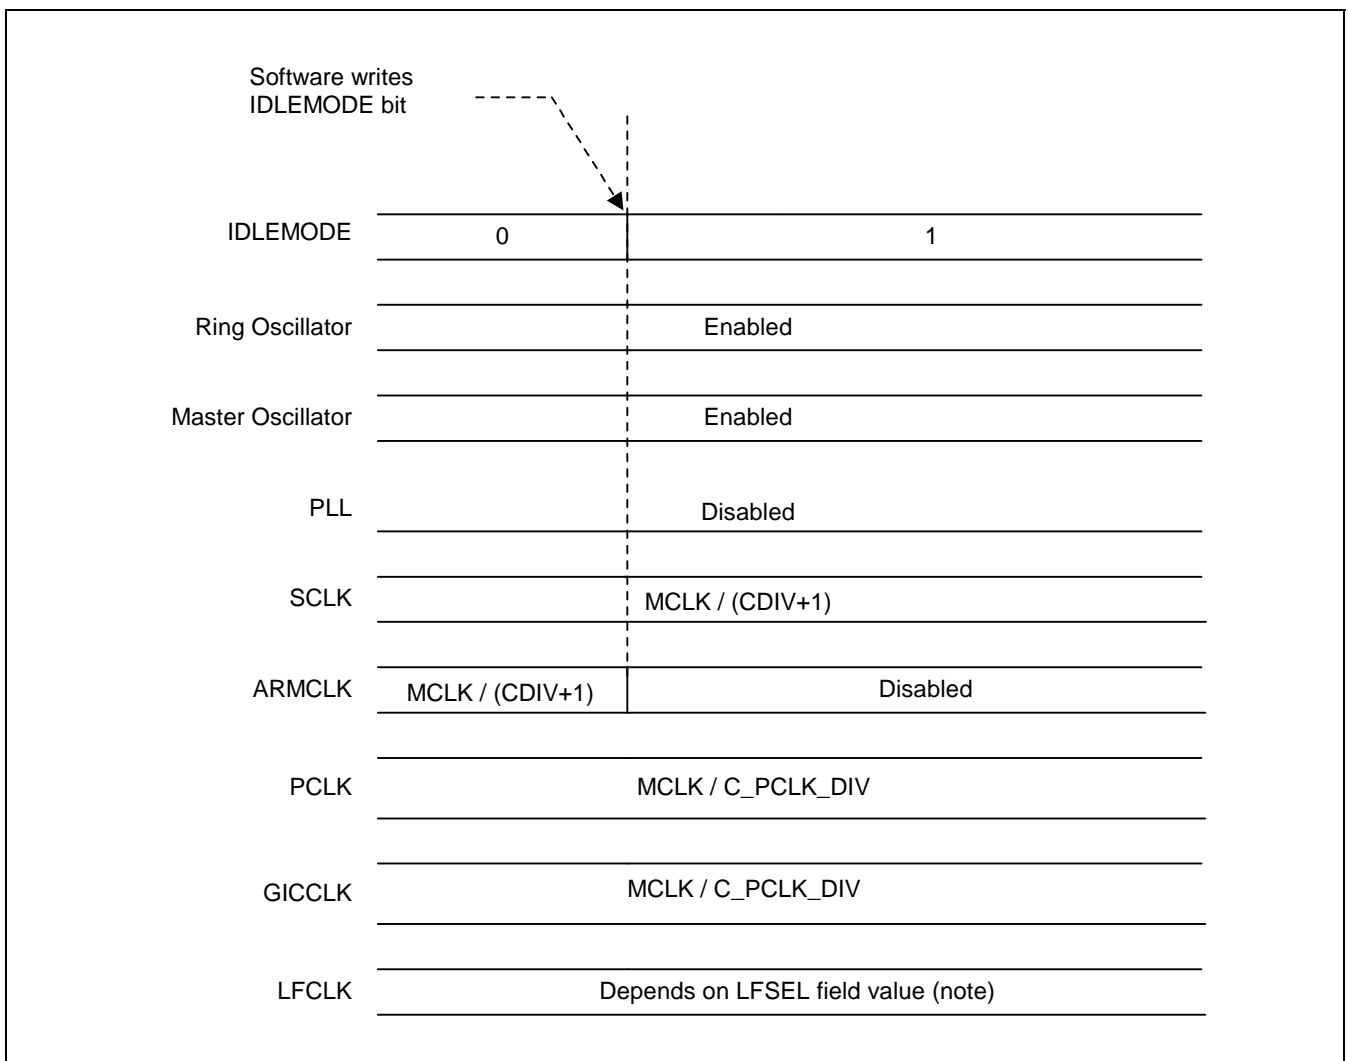 Software writes
IDLEMODE bit
IDLEMODE
0
1
Ring Oscillator
Enabled
Master Oscillator
Enabled
PLL
Disabled
SCLK
MCLK / (CDIV+1)
ARMCLK
MCLK / (CDIV+1)
Disabled
PCLK
MCLK / C_PCLK_DIV
GICCLK
MCLK / C_PCLK_DIV
LFCLK
Depends on LFSEL field value (note)